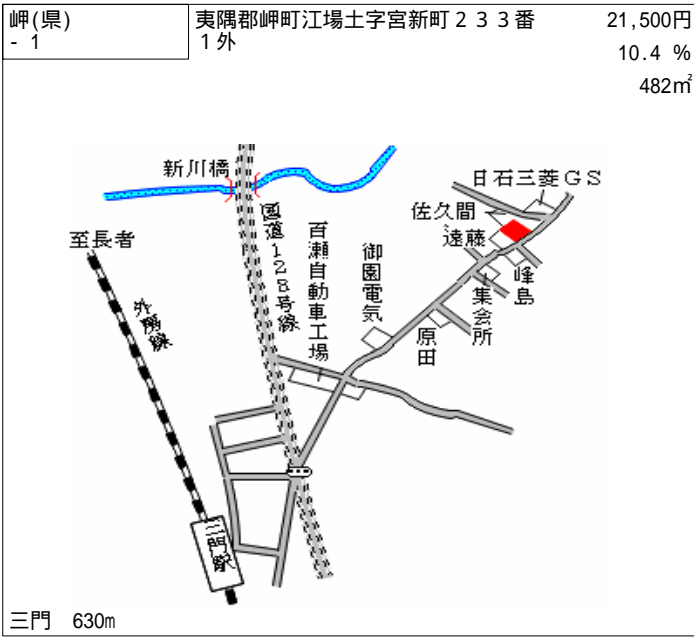 岬(県)
- 1
夷隅郡岬町江場土字宮新町２３３番
１外
21,500円
10.4 %
482㎡
新川橋
日石三菱ＧＳ
佐久間
遠藤
至長者
国道１２８号線
百瀬自動車工場
御園電気
峰島
集会所
原田
外房線
三門駅
三門 630m